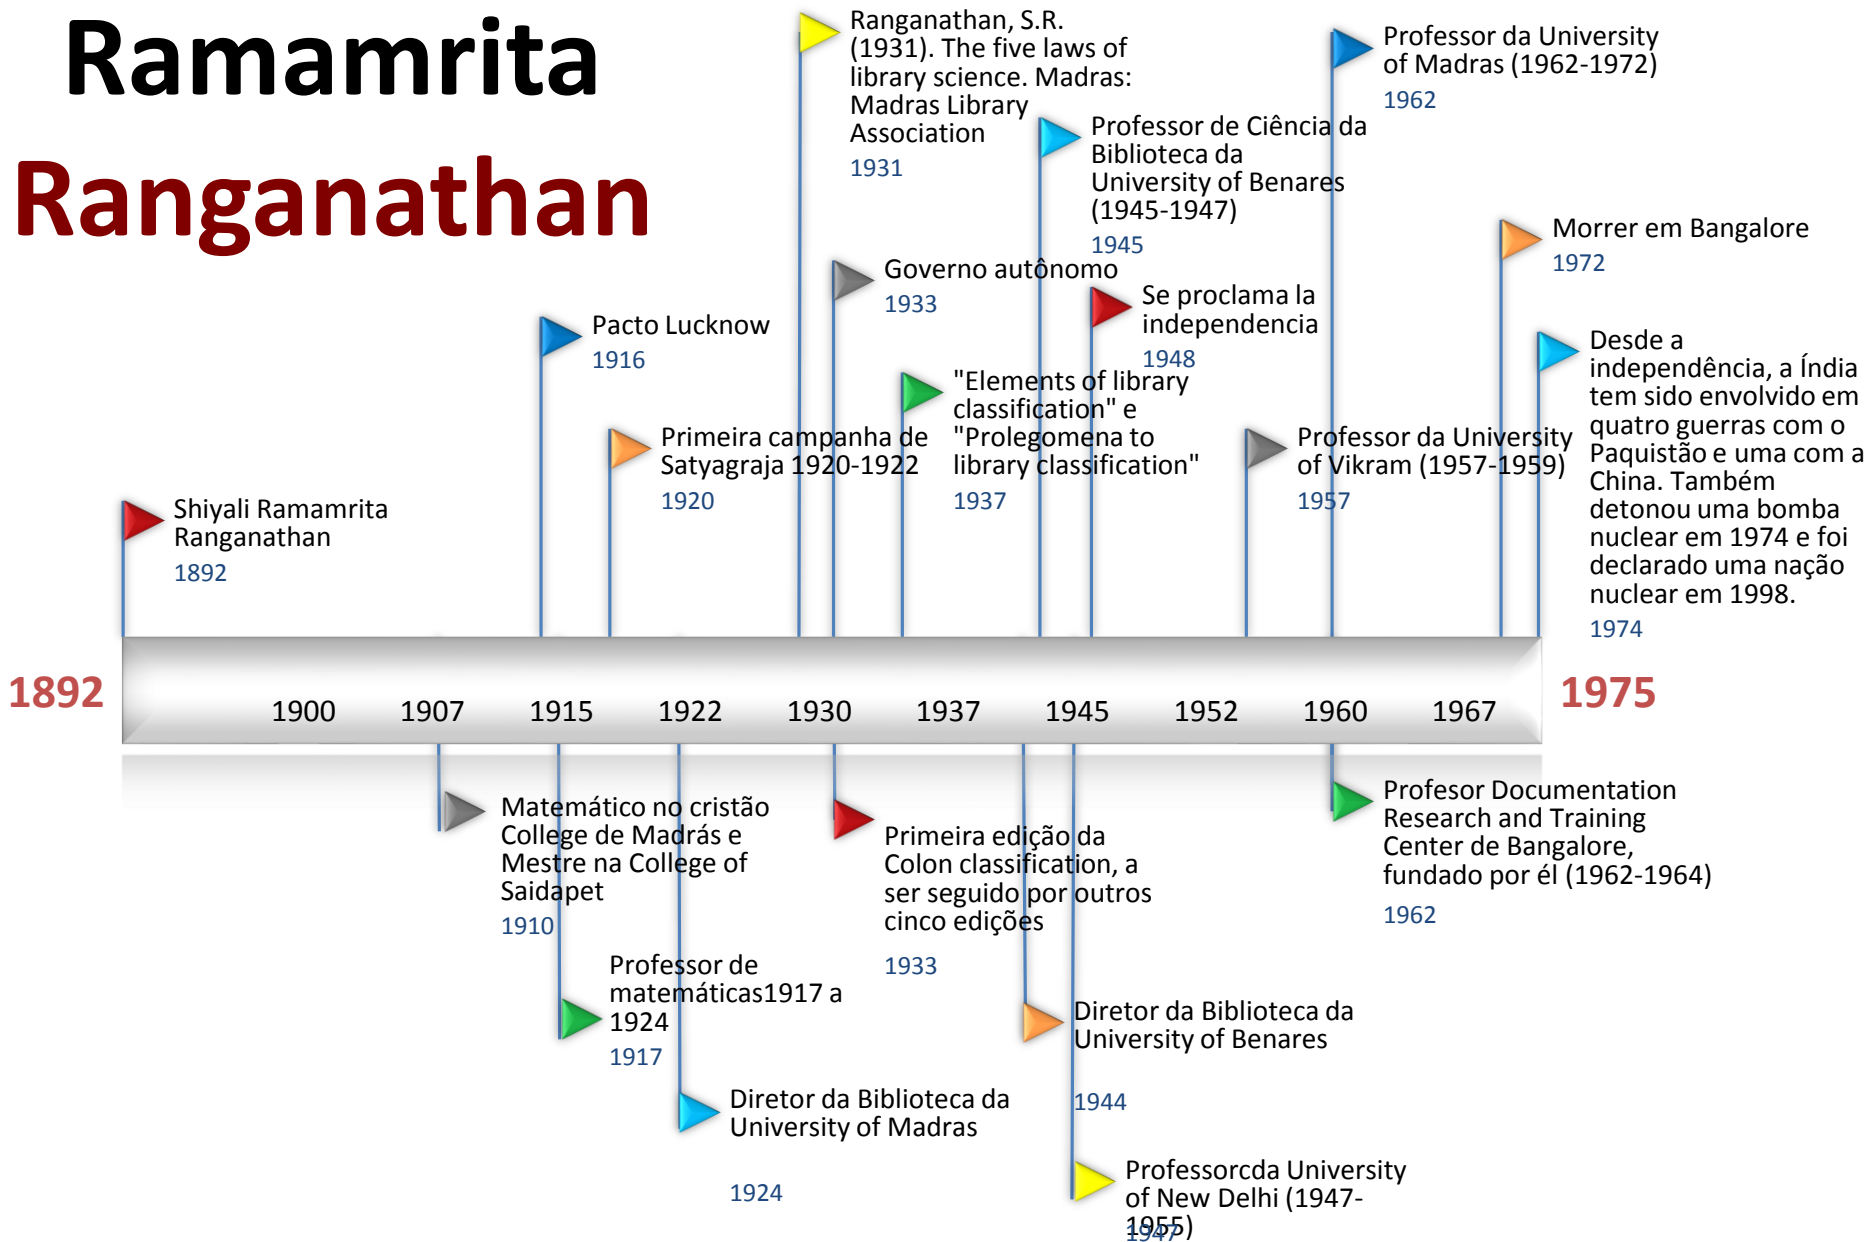 Ramamrita
Ranganathan
Ranganathan, S.R.
(1931). The five laws of
library science. Madras:
Madras Library
Association
1931
Professor da University
of Madras (1962-1972)
1962
Professor de Ciência da
Biblioteca da
University of Benares
(1945-1947)
1945
Morrer em Bangalore
1972
Governo autônomo
1933
Se proclama la
independencia
1948
Pacto Lucknow
1916
Desde a
independência, a Índia
tem sido envolvido em
quatro guerras com o
Paquistão e uma com a
China. Também
detonou uma bomba
nuclear em 1974 e foi
declarado uma nação
nuclear em 1998.
1974
"Elements of library
classification" e
"Prolegomena to
library classification"
1937
Primeira campanha de
Satyagraja 1920-1922
1920
Professor da University
of Vikram (1957-1959)
1957
Shiyali Ramamrita
Ranganathan
1892
1892
1900 1907 1915 1922 1930 1937 1945 1952 1960 1967
1975
Matemático no cristão
College de Madrás e
Mestre na College of
Saidapet
1910
Primeira edição da
Colon classification, a
ser seguido por outros
cinco edições
1933
Profesor Documentation
Research and Training
Center de Bangalore,
fundado por él (1962-1964)
1962
Professor de
matemáticas1917 a
1924
1917
Diretor da Biblioteca da
University of Benares
1944
Diretor da Biblioteca da
University of Madras
1924
Professorcda University
of New Delhi (1947-
1955)
1947